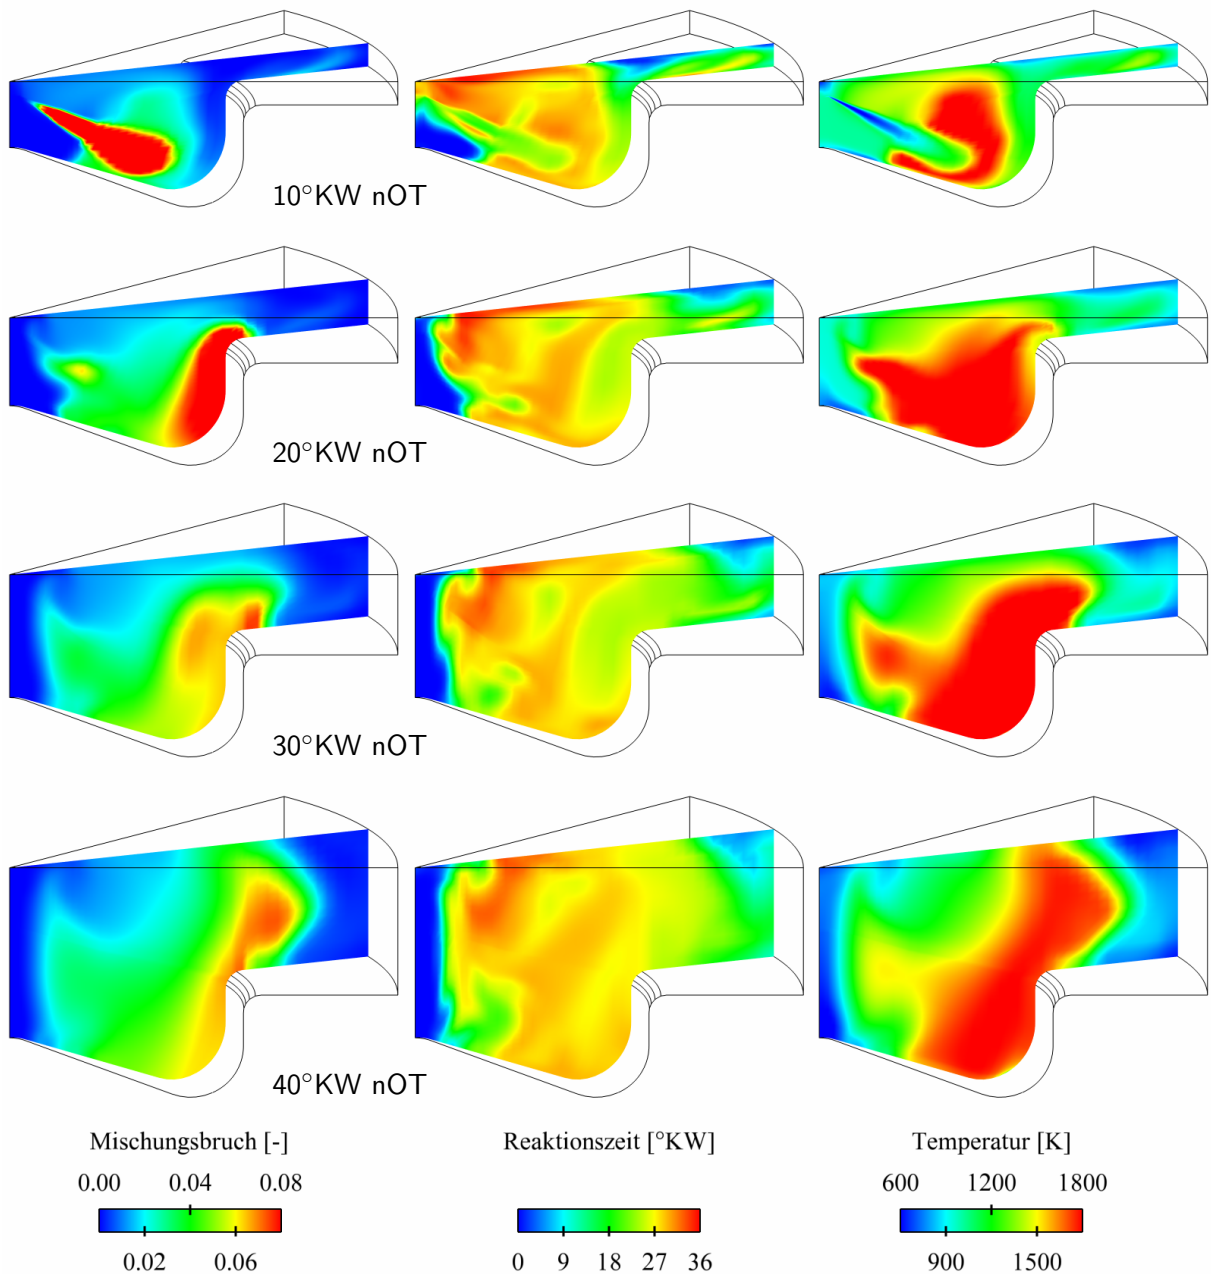 10°KW nOT
20°KW nOT
30°KW nOT
40°KW nOT
Mischungsbruch [-] Reaktionszeit [°KW] Temperatur [K]
0.00 0.04 0.08 600 1200 1800
0.02 0.06 0 9 18 27 36 900 1500